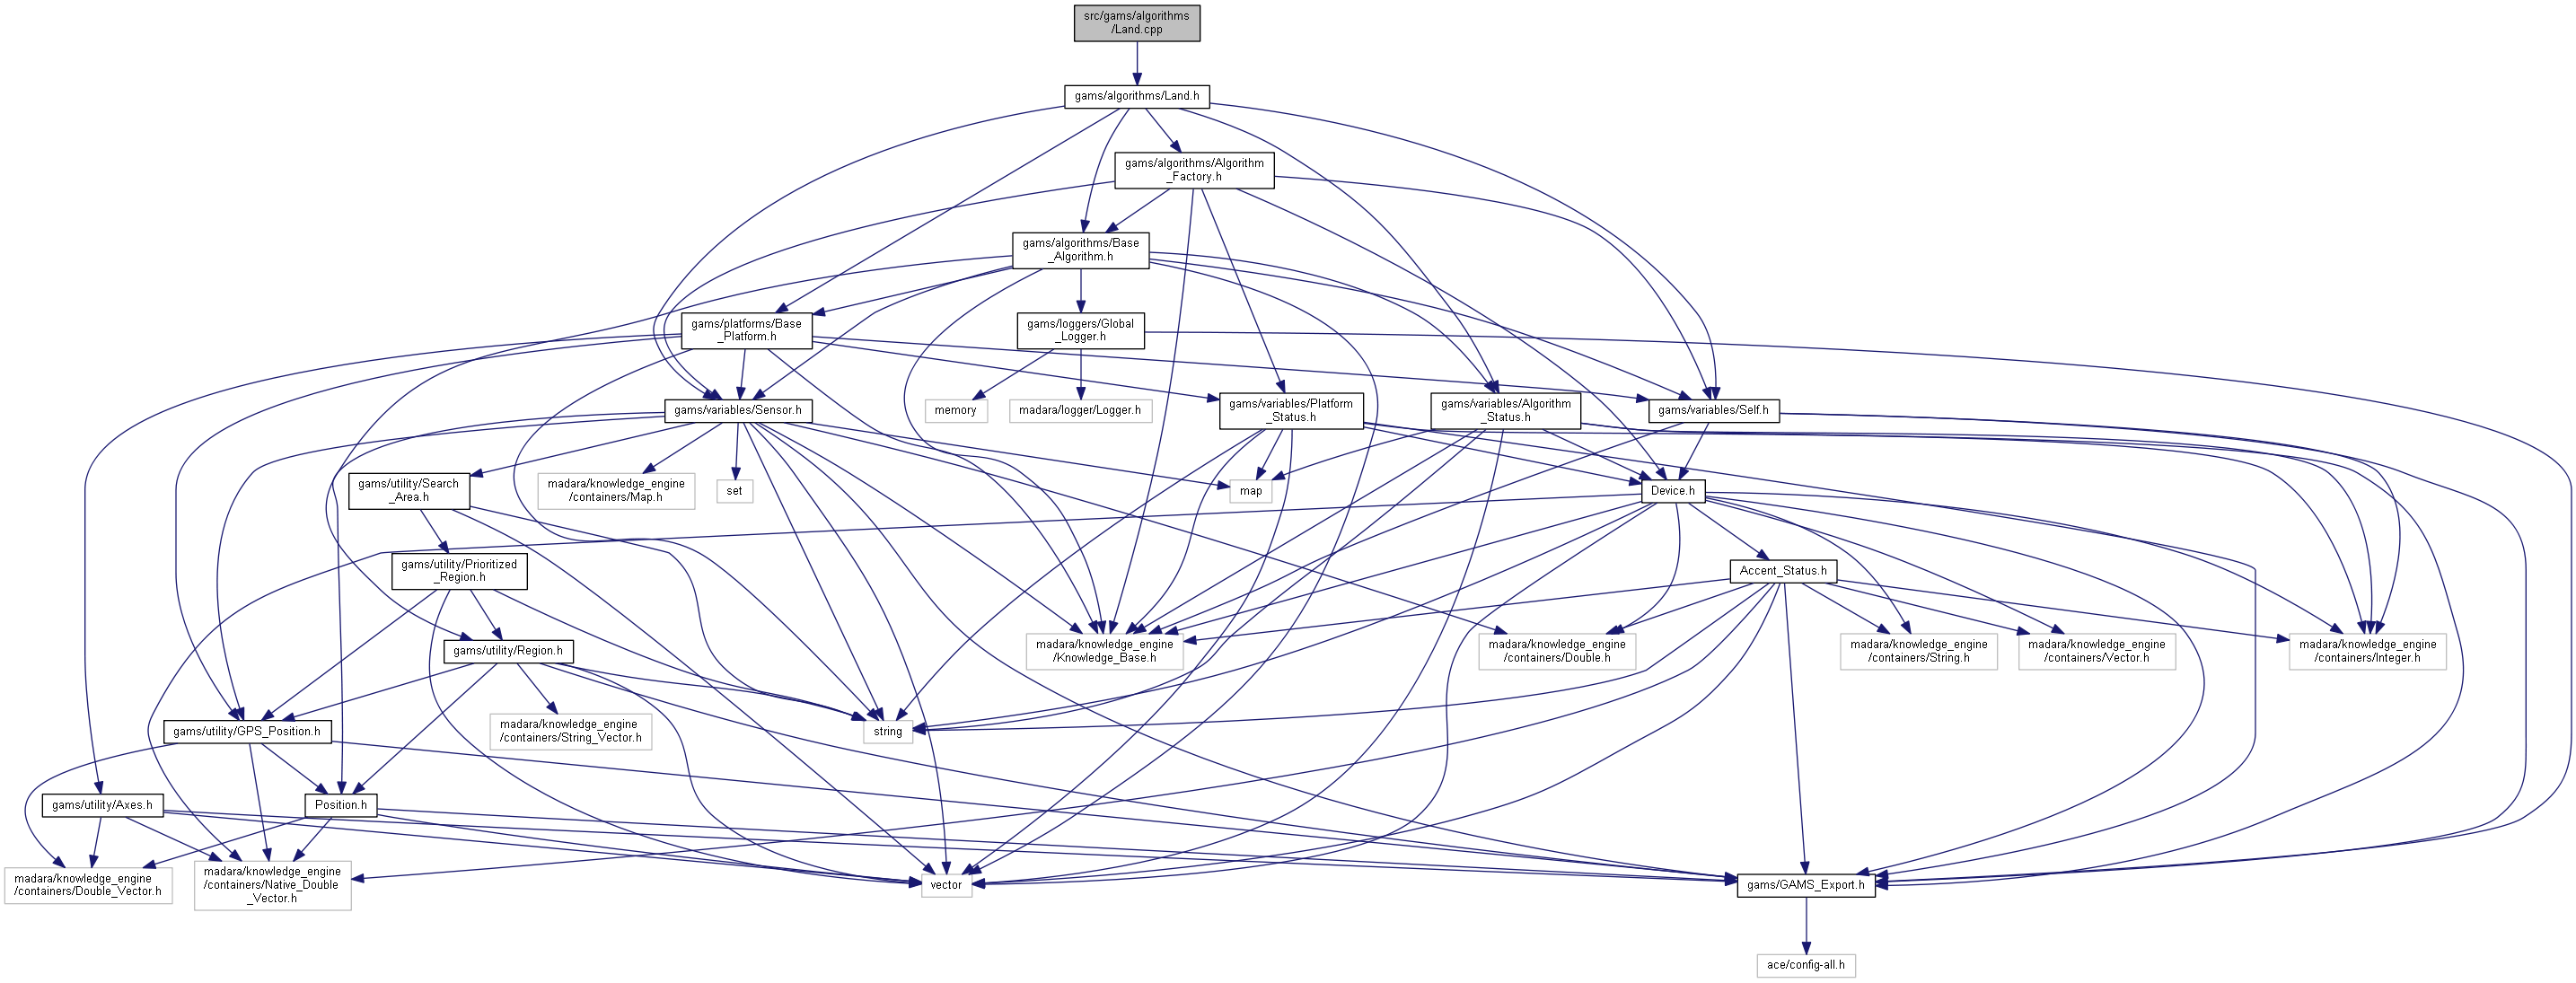 src/gams/algorithms
/Land.cpp
gams/algorithms/Land.h
gams/algorithms/Algorithm
_Factory.h
gams/algorithms/Base
_Algorithm.h
gams/platforms/Base
_Platform.h
gams/loggers/Global
_Logger.h
gams/variables/Sensor.h
memory
madara/logger/Logger.h
gams/variables/Platform
_Status.h
gams/variables/Algorithm
_Status.h
gams/variables/Self.h
gams/utility/Search
_Area.h
madara/knowledge_engine
/containers/Map.h
set
map
Device.h
gams/utility/Prioritized
_Region.h
Accent_Status.h
gams/utility/Region.h
madara/knowledge_engine
/Knowledge_Base.h
madara/knowledge_engine
/containers/Double.h
madara/knowledge_engine
/containers/String.h
madara/knowledge_engine
/containers/Vector.h
madara/knowledge_engine
/containers/Integer.h
gams/utility/GPS_Position.h
madara/knowledge_engine
/containers/String_Vector.h
string
gams/utility/Axes.h
Position.h
madara/knowledge_engine
/containers/Double_Vector.h
madara/knowledge_engine
/containers/Native_Double
_Vector.h
vector
gams/GAMS_Export.h
ace/config-all.h